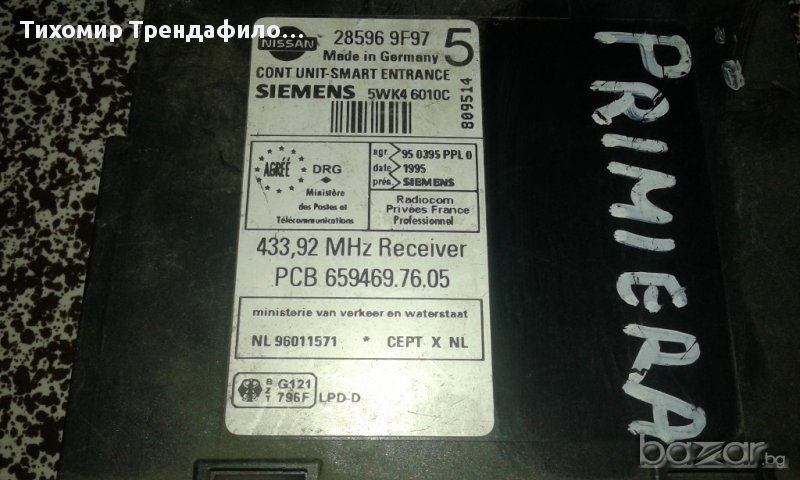 Тихомир Трендафило...
NISSAN
28596 9F97 5
Made in Germany
CONT UNIT-SMART ENTRANCE
SIEMENS 5WK4 6010C
809514
AGRÉÉ DRG
Ministère
des Postes et
Télécommunications
agr. 95 0395 PPL 0
date 1995
prés. SIEMENS
Radiocom
Privées France
Professionnel
433,92 MHz Receiver
PCB 659469.76.05
ministerie van verkeer en waterstaat
NL 96011571 * CEPT X NL
BZT G121
796F LPD-D
PRIMIERA
bazar.bg